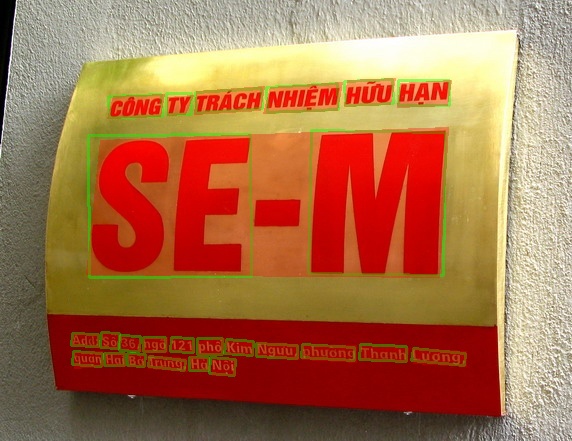 CÔNG TY TRÁCH NHIỆM HỮU HẠN
SE-M
Add: Số 36, ngõ 121 phố Kim Ngưu, phường Thanh Lương,
quận Hai Bà Trưng, Hà Nội